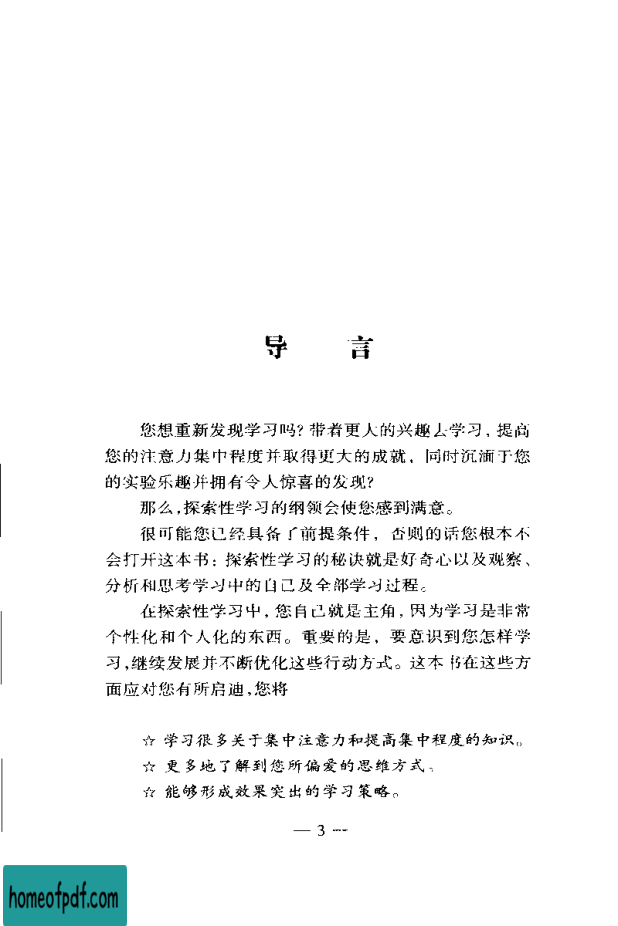 导 言
您想重新发现学习吗?带着更大的兴趣去学习,提高
您的注意力集中程度并取得更大的成就,同时沉湎于您
的实验乐趣并拥有令人惊喜的发现?
那么,探索性学习的纲领会使您感到满意。
很可能您已经具备了前提条件,否则的话您根本不
会打开这本书:探索性学习的秘诀就是好奇心以及观察、
分析和思考学习中的自己及全部学习过程。
在探索性学习中,您自己就是主角,因为学习是非常
个性化和个人化的东西。重要的是,要意识到您怎样学
习,继续发展并不断优化这些行动方式。这本书在这些方
面应对您有所启迪,您将
☆ 学习很多关于集中注意力和提高集中程度的知识。
☆ 更多地了解到您所偏爱的思维方式。
☆ 能够形成效果突出的学习策略。
— 3 —
homeofpdf.com